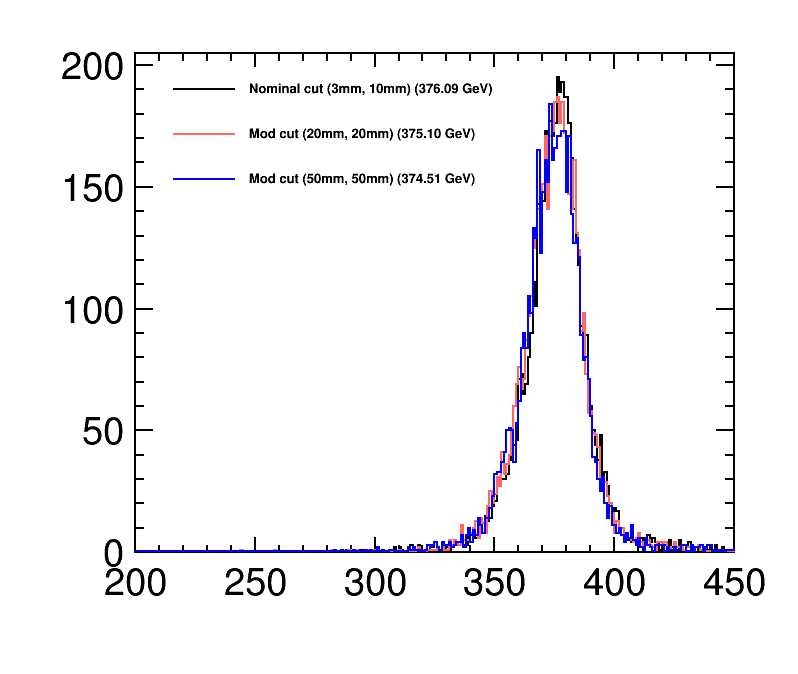 200
Nominal cut (3mm, 10mm) (376.09 GeV)
Mod cut (20mm, 20mm) (375.10 GeV)
Mod cut (50mm, 50mm) (374.51 GeV)
150
100
50
0
200 250 300 350 400 450